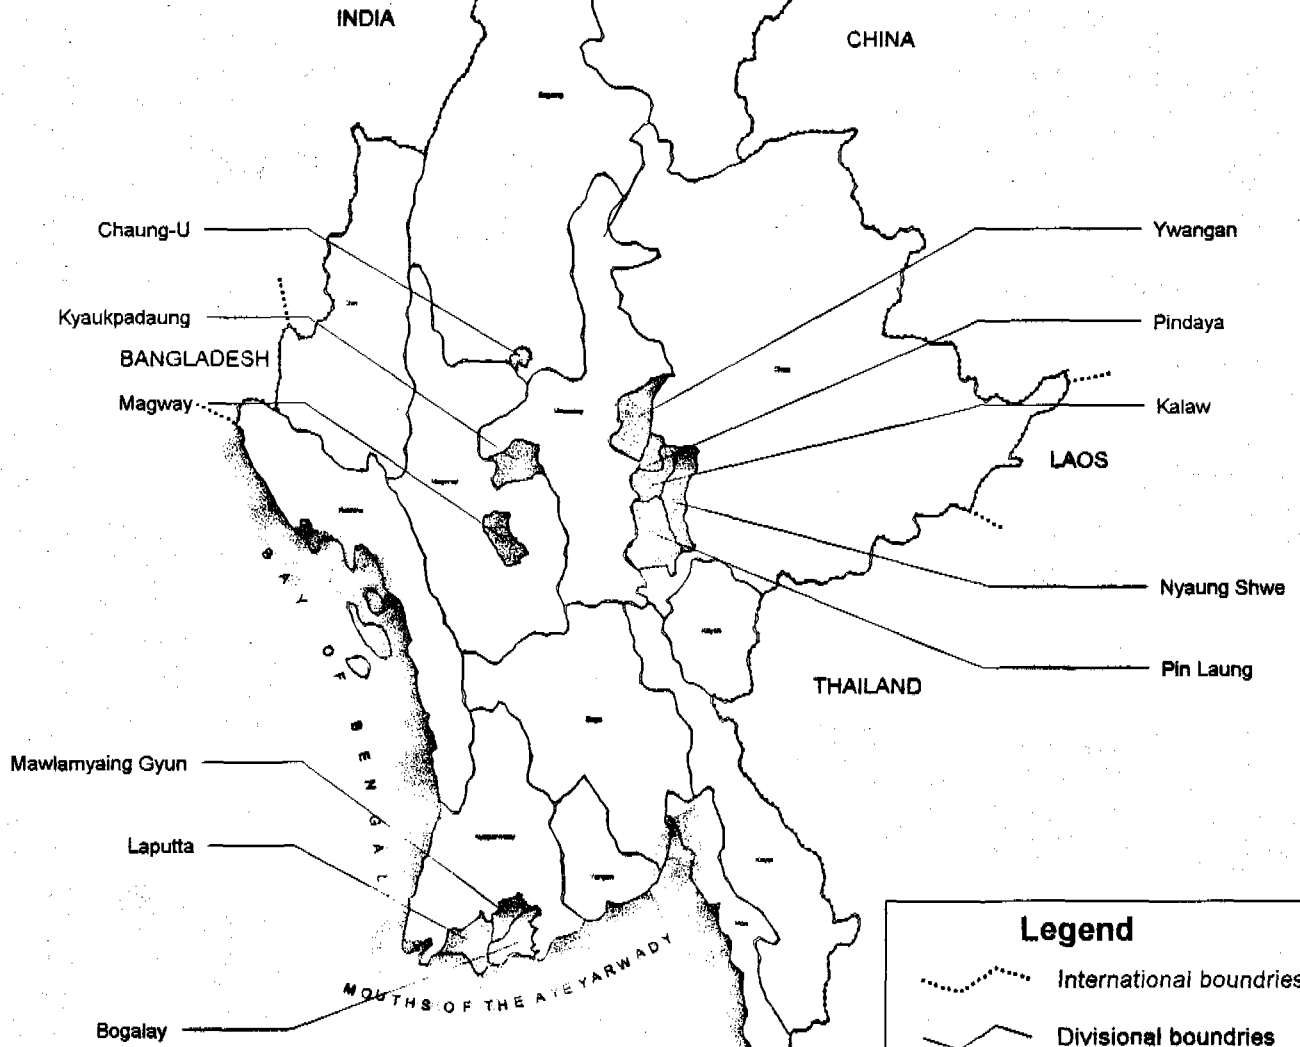 INDIA
CHINA
Chaung-U
Ywangan
Kyaukpadaung
Pindaya
BANGLADESH
Magway
Kalaw
LAOS
BAY OF BENGAL
Nyaung Shwe
Pin Laung
THAILAND
Mawlamyaing Gyun
Laputta
MOUTHS OF THE AYEYARWADY
Bogalay
Legend
International boundries
Divisional boundries